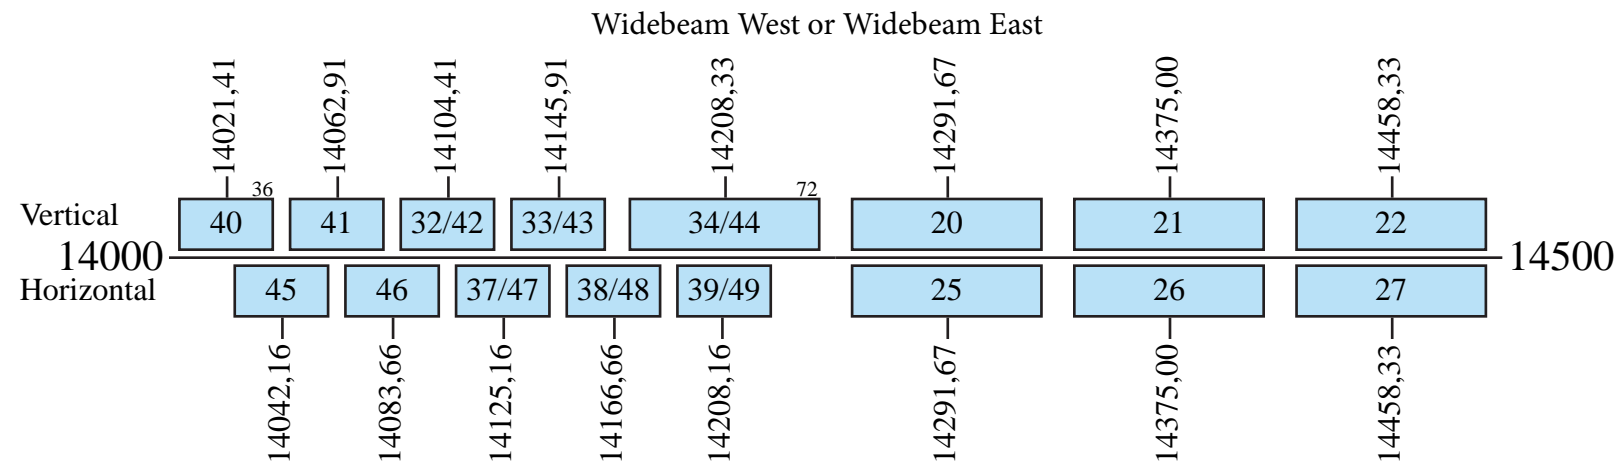 Widebeam West or Widebeam East
14021,41 14062,91 14104,41 14145,91 14208,33 14291,67 14375,00 14458,33
36 72
Vertical 40 41 32/42 33/43 34/44 20 21 22
14000 14500
Horizontal 45 46 37/47 38/48 39/49 25 26 27
14042,16 14083,66 14125,16 14166,66 14208,16 14291,67 14375,00 14458,33